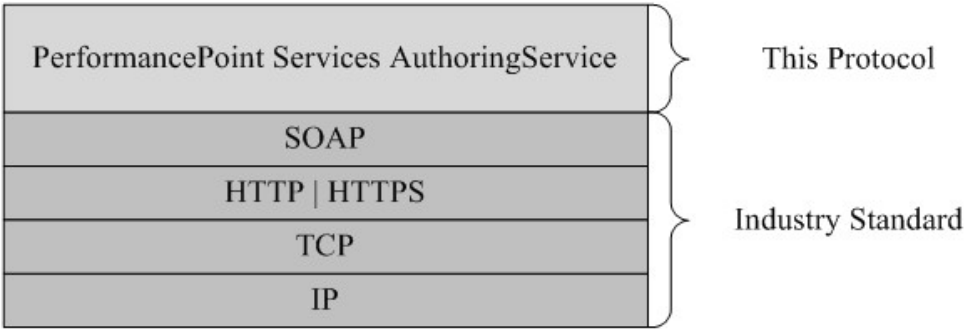 PerformancePoint Services AuthoringService
This Protocol
SOAP
HTTP | HTTPS
TCP
IP
Industry Standard